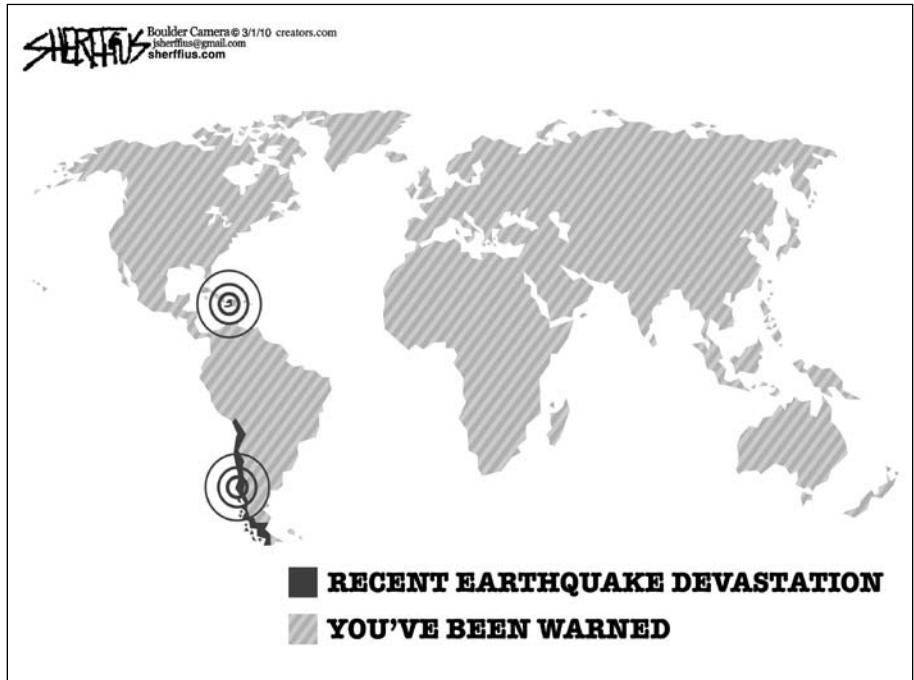 SHERFFIUS
Boulder Camera © 3/1/10 creators.com
jsherffius@gmail.com
sherffius.com
RECENT EARTHQUAKE DEVASTATION
YOU'VE BEEN WARNED